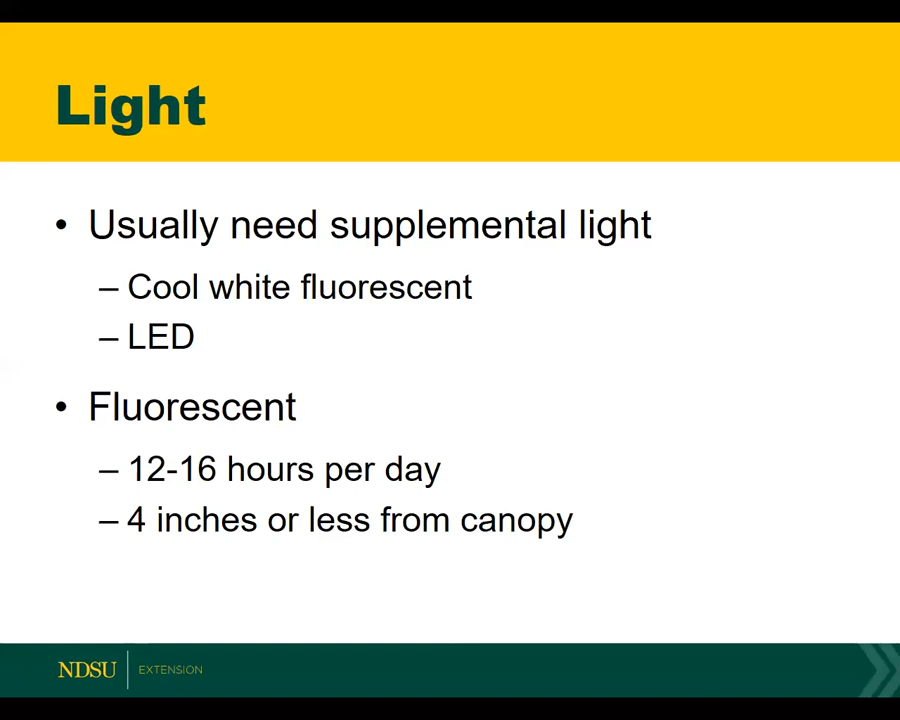 Light
• Usually need supplemental light
– Cool white fluorescent
– LED
• Fluorescent
– 12-16 hours per day
– 4 inches or less from canopy
NDSU EXTENSION